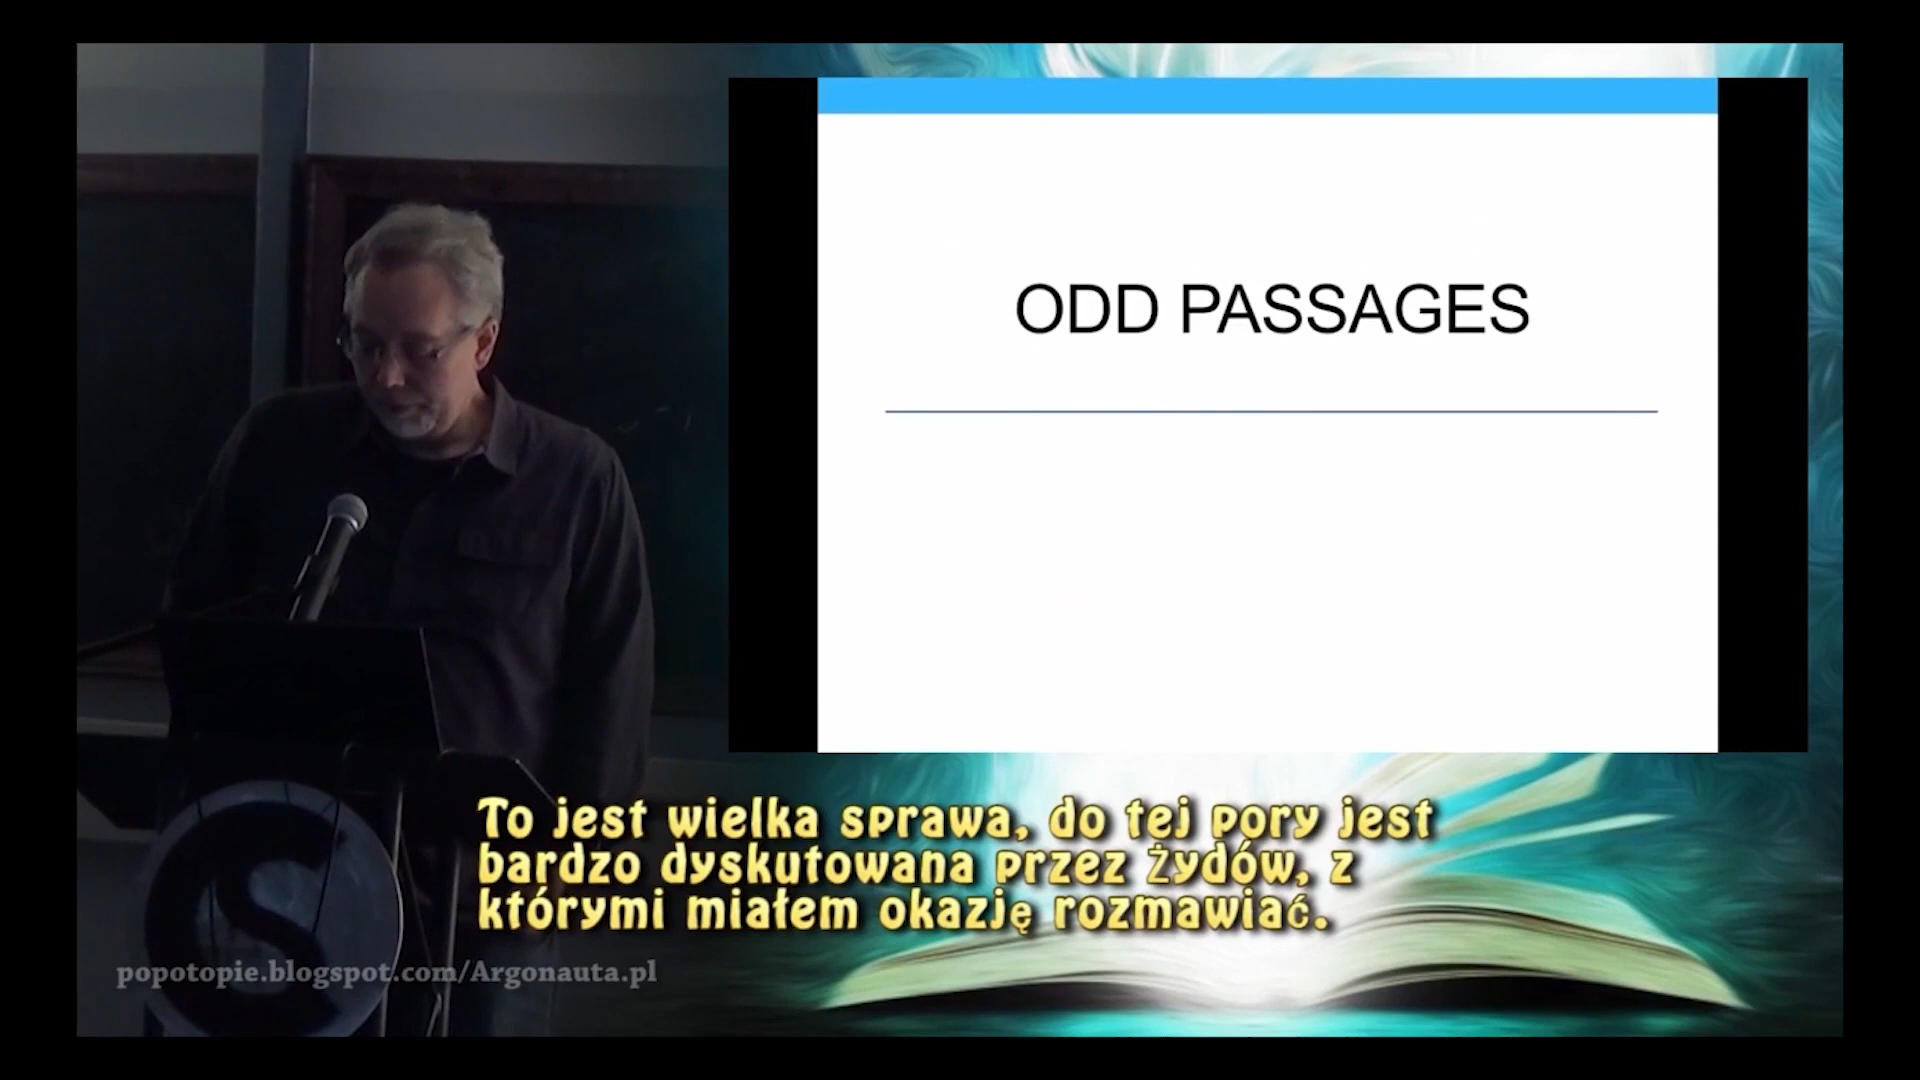 ODD PASSAGES
To jest wielka sprawa, do tej pory jest
bardzo dyskutowana przez Żydów, z
którymi miałem okazję rozmawiać.
popotopie.blogspot.com/Argonauta.pl
S